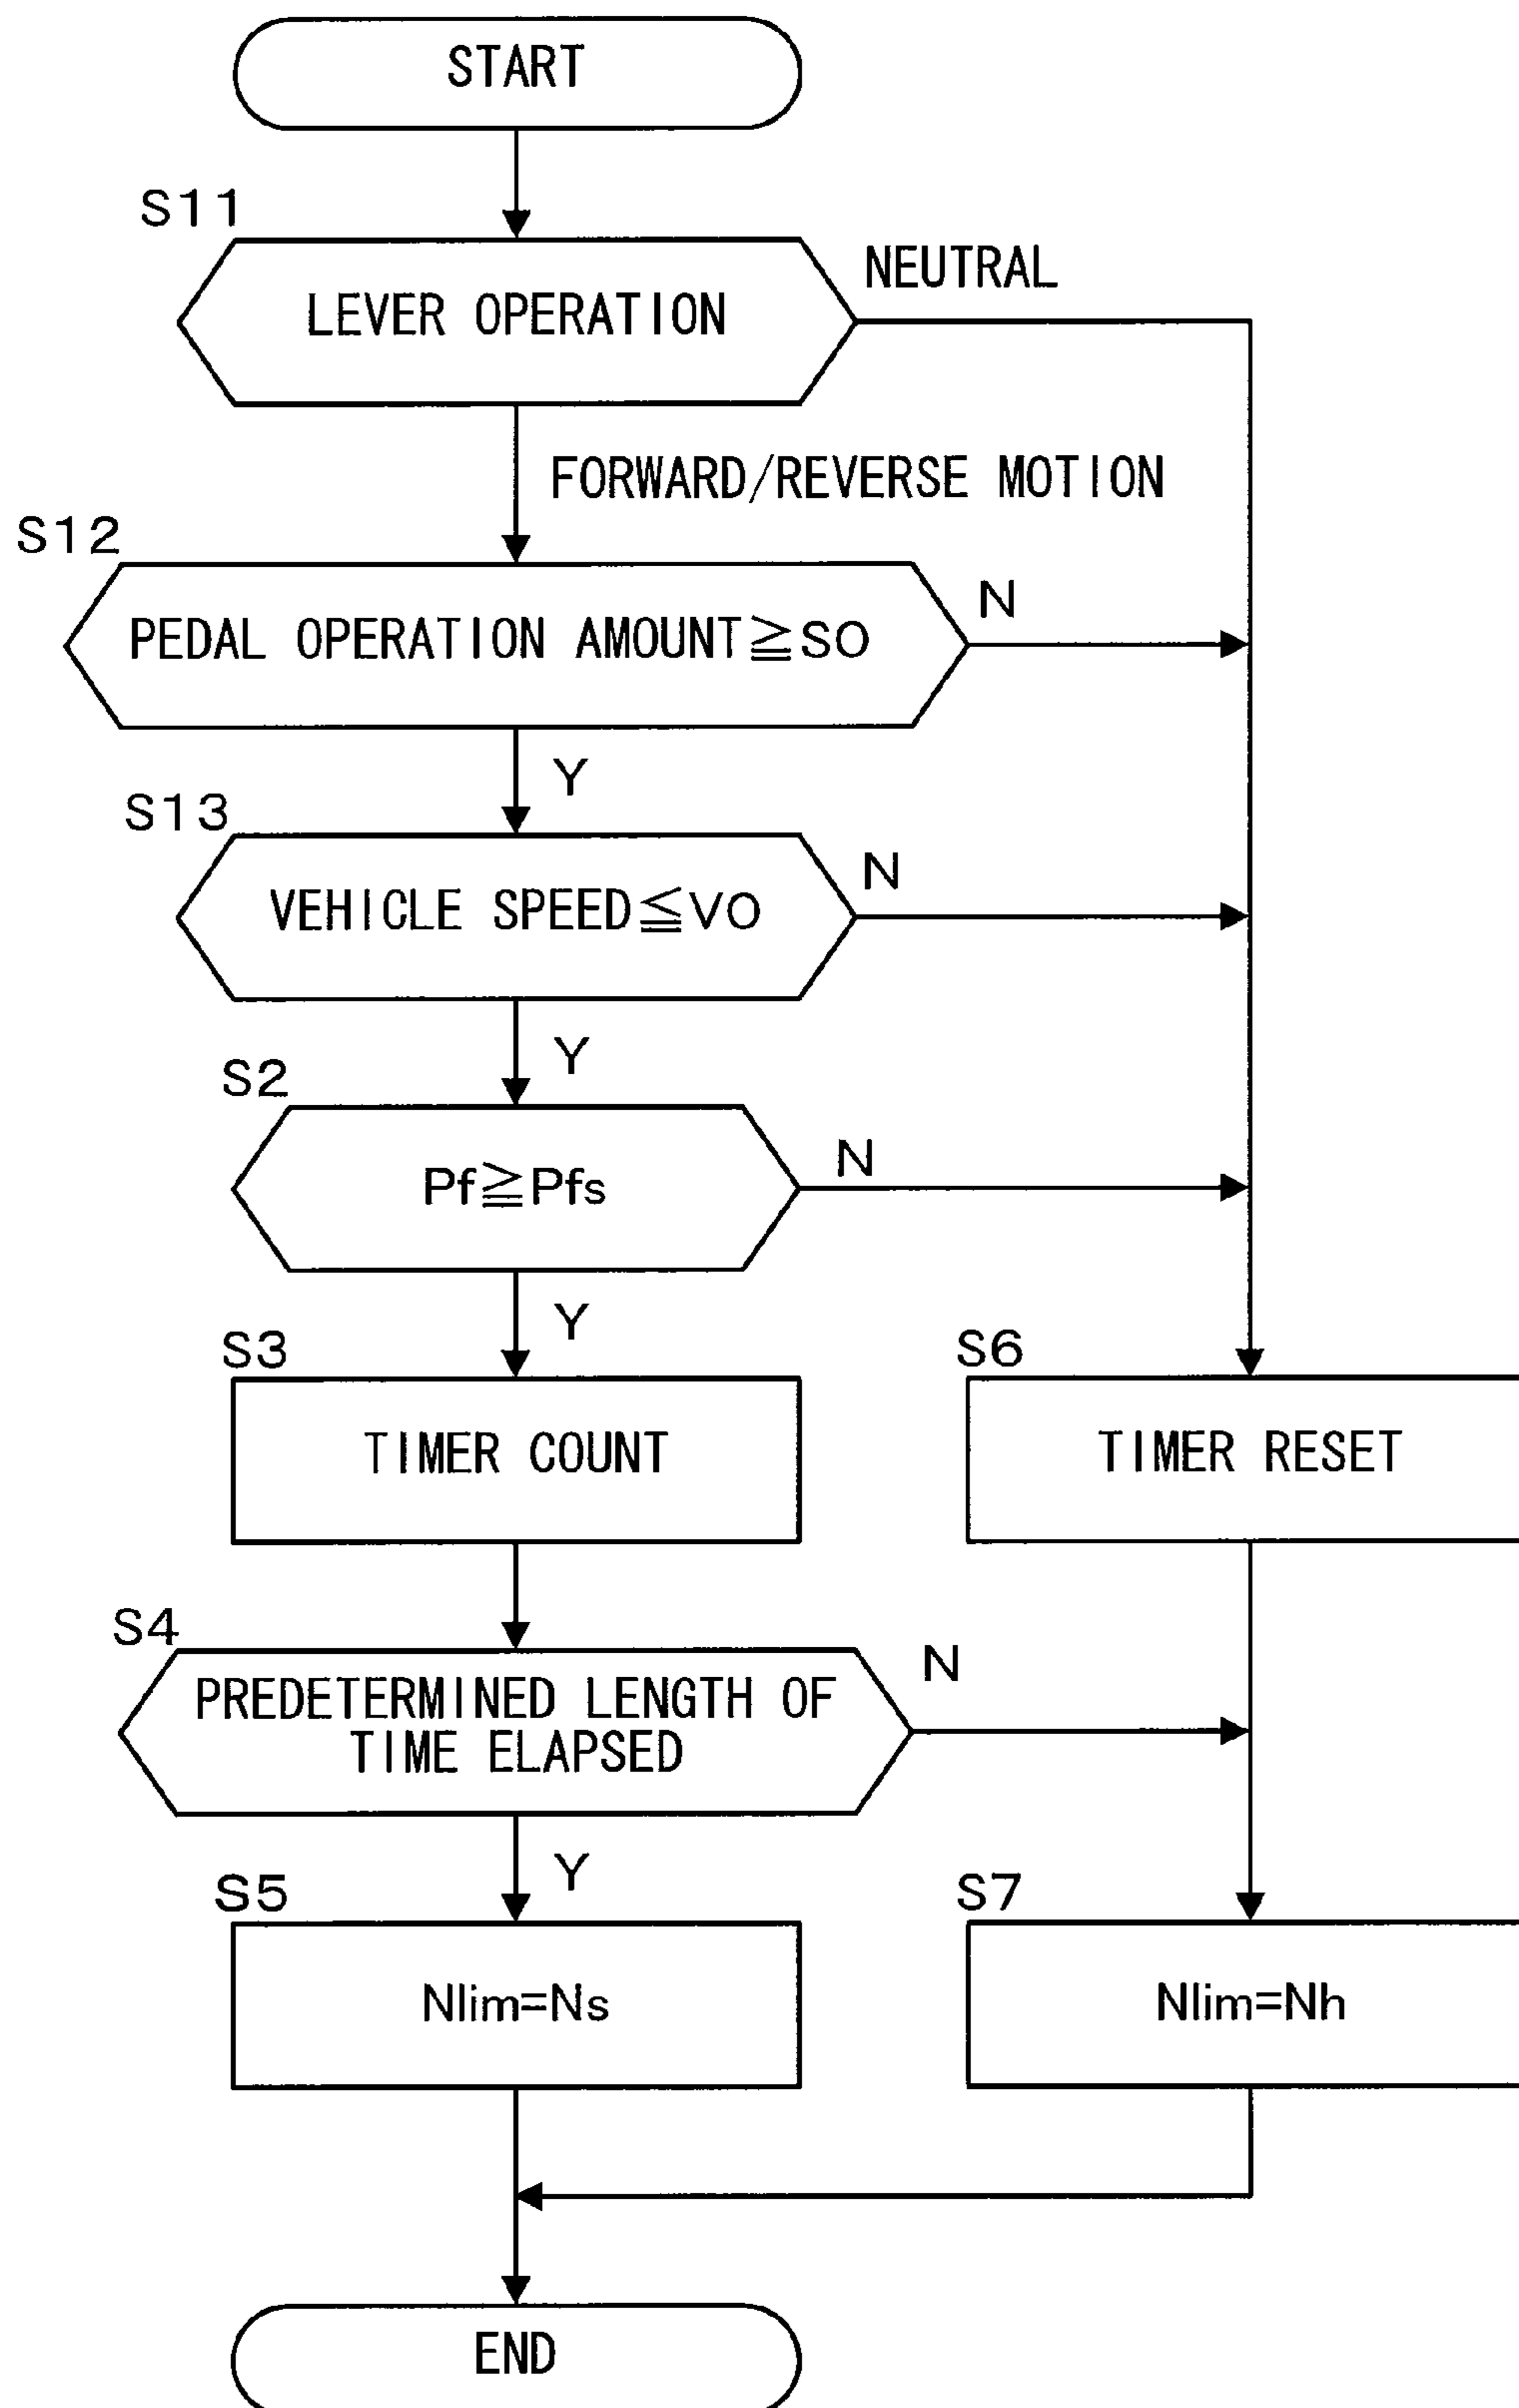 START
S11
LEVER OPERATION
NEUTRAL
FORWARD/REVERSE MOTION
S12
PEDAL OPERATION AMOUNT≧SO
N
Y
S13
VEHICLE SPEED≦VO
N
Y
S2
Pf≧Pfs
N
Y
S3
TIMER COUNT
S6
TIMER RESET
S4
PREDETERMINED LENGTH OF
TIME ELAPSED
N
Y
S5
Nlim=Ns
S7
Nlim=Nh
END